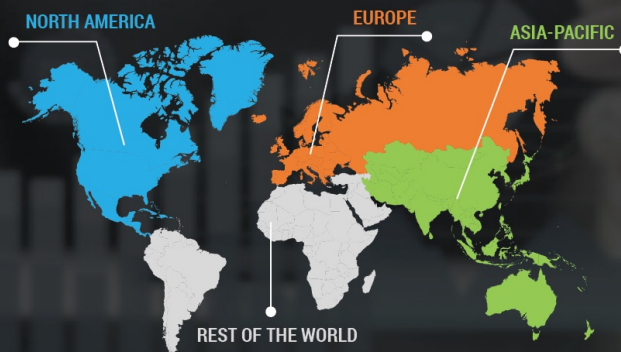 NORTH AMERICA
EUROPE
ASIA-PACIFIC
REST OF THE WORLD